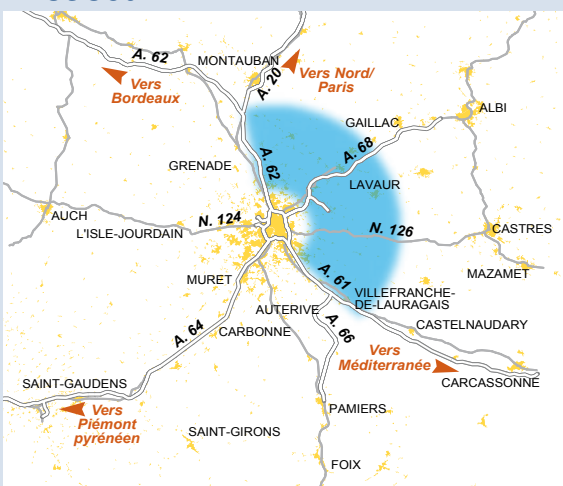 A. 62
MONTAUBAN
A. 20
Vers Nord/
Paris
Vers
Bordeaux
ALBI
GAILLAC
A. 68
GRENADE
A. 62
LAVAUR
AUCH
N. 124
L'ISLE-JOURDAIN
N. 126
CASTRES
MAZAMET
A. 61
MURET
VILLEFRANCHE-
DE-LAURAGAIS
AUTERIVE
A. 66
CASTELNAUDARY
A. 64
CARBONNE
Vers
Méditerranée
CARCASSONNE
SAINT-GAUDENS
Vers
Piémont
pyrénéen
PAMIERS
SAINT-GIRONS
FOIX